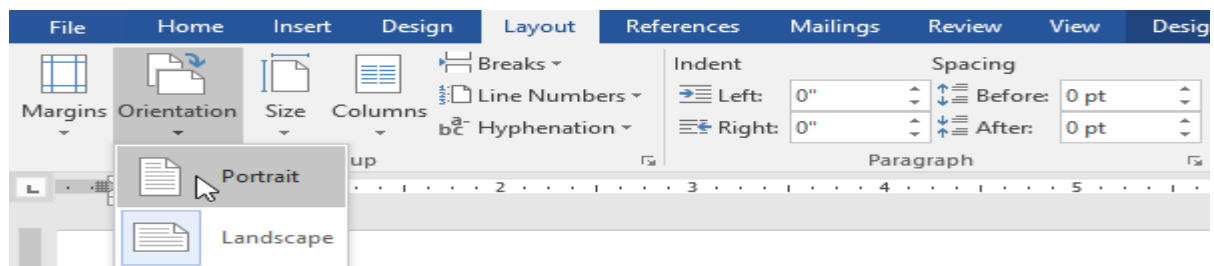 File Home Insert Design Layout References Mailings Review View Desig
Margins Orientation Size Columns
Breaks
Line Numbers
Hyphenation
Indent Spacing
Left: 0" Before: 0 pt
Right: 0" After: 0 pt
up Paragraph
Portrait
Landscape
L 2 3 4 5